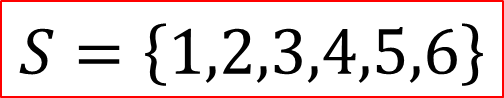 S = {1,2,3,4,5,6}